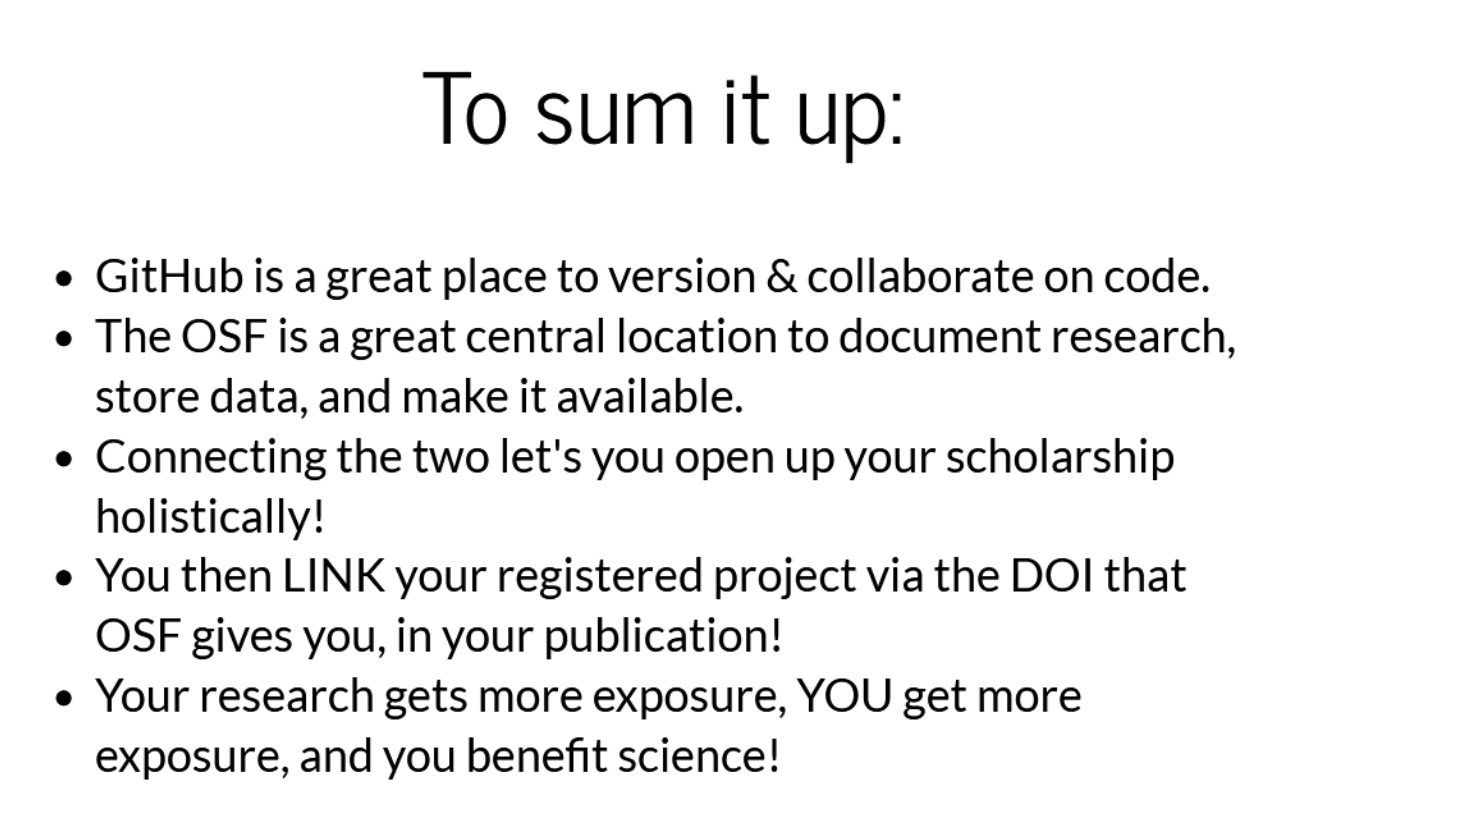 To sum it up:
• GitHub is a great place to version & collaborate on code.
• The OSF is a great central location to document research,
store data, and make it available.
• Connecting the two let's you open up your scholarship
holistically!
• You then LINK your registered project via the DOI that
OSF gives you, in your publication!
• Your research gets more exposure, YOU get more
exposure, and you benefit science!